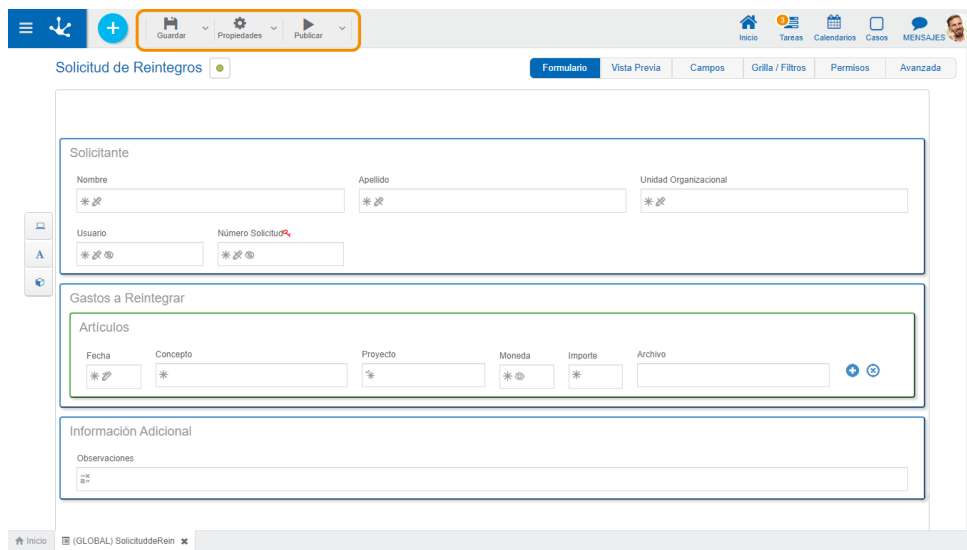 Guardar Propiedades Publicar
Inicio 3 Tareas Calendarios Casos MENSAJES
Solicitud de Reintegros
Formulario Vista Previa Campos Grilla / Filtros Permisos Avanzada
Solicitante
Nombre Apellido Unidad Organizacional
Usuario Número Solicitud
A
Gastos a Reintegrar
Artículos
Fecha Concepto Proyecto Moneda Importe Archivo
Información Adicional
Observaciones
Inicio (GLOBAL) SolicituddeRein